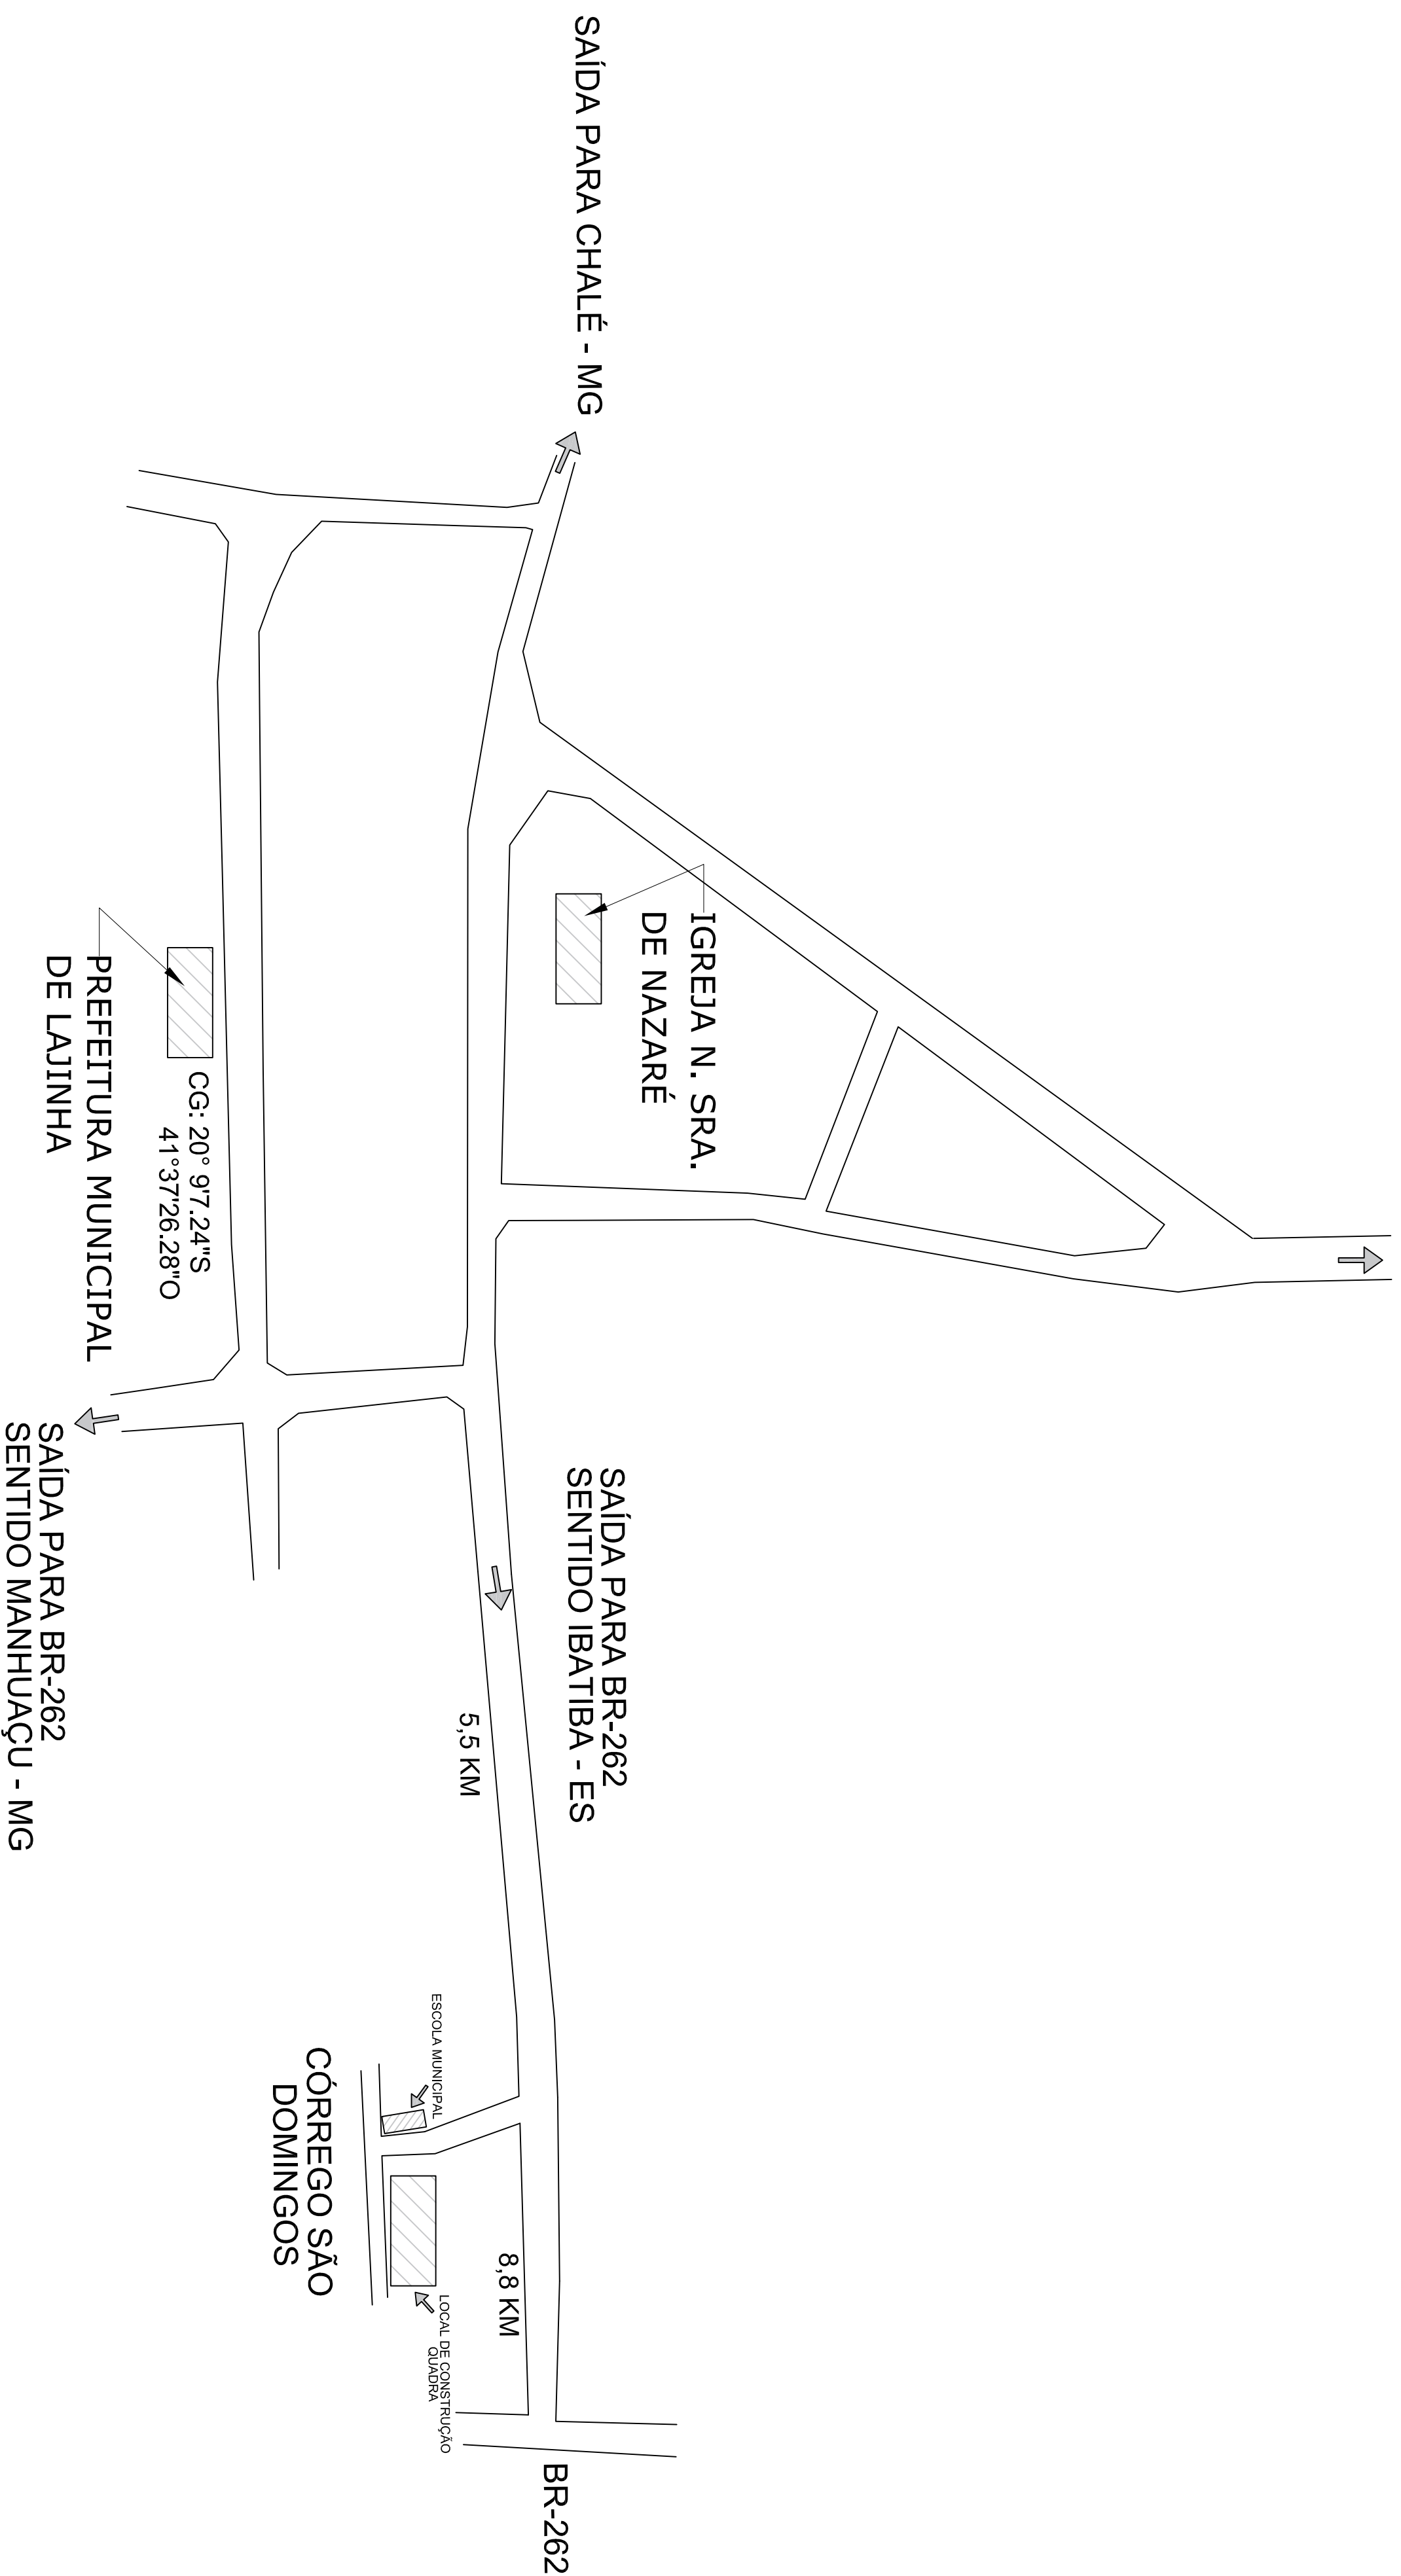 SAÍDA PARA CHALÉ - MG
IGREJA N. SRA.
DE NAZARÉ
CG: 20° 9'7.24"S
41°37'26.28"O
PREFEITURA MUNICIPAL
DE LAJINHA
SAÍDA PARA BR-262
SENTIDO IBATIBA - ES
SAÍDA PARA BR-262
SENTIDO MANHUAÇU - MG
5,5 KM
ESCOLA MUNICIPAL
CÓRREGO SÃO
DOMINGOS
8,8 KM
LOCAL DE CONSTRUÇÃO
QUADRA
BR-262